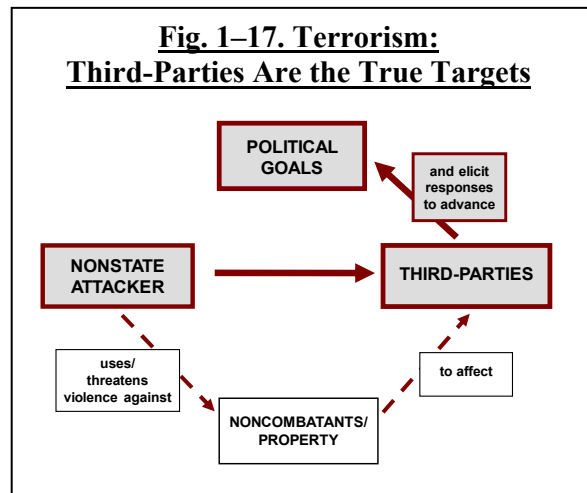 Fig. 1–17. Terrorism:
Third-Parties Are the True Targets
POLITICAL
GOALS
and elicit
responses
to advance
NONSTATE
ATTACKER
THIRD-PARTIES
uses/
threatens
violence against
to affect
NONCOMBATANTS/
PROPERTY